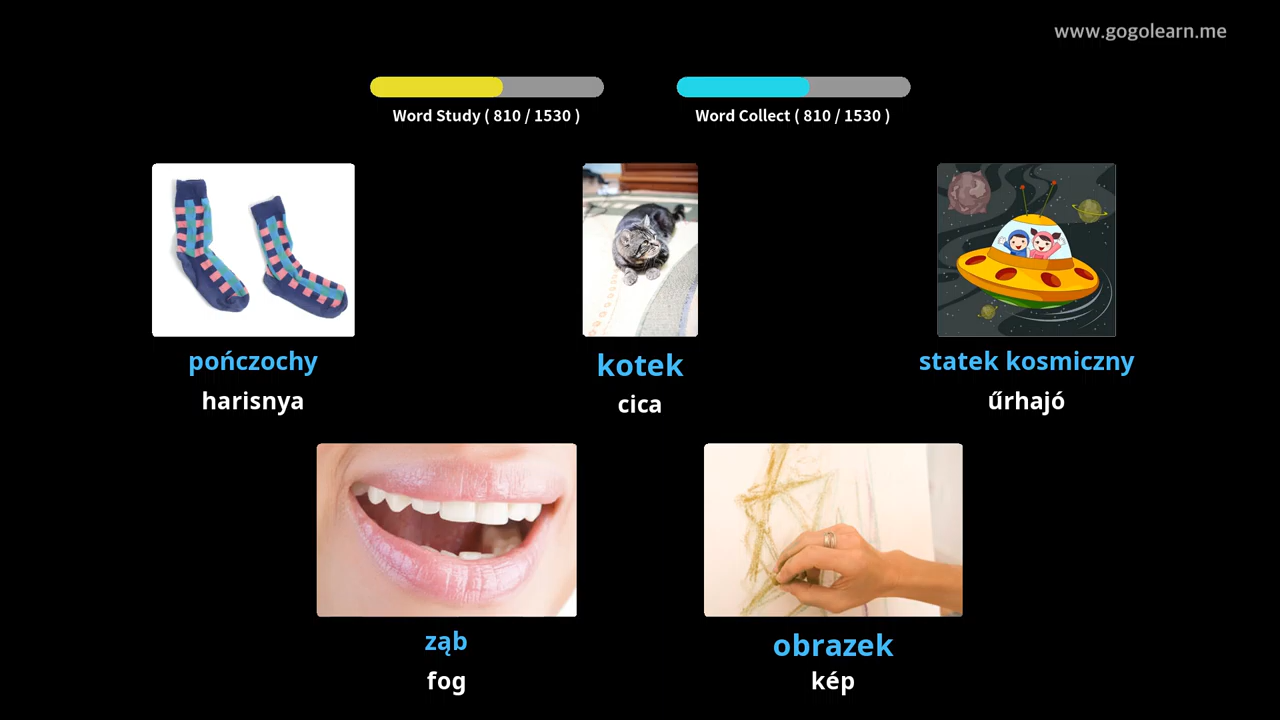 www.gogolearn.me
Word Study ( 810 / 1530 )
Word Collect ( 810 / 1530 )
pończochy
harisnya
kotek
cica
statek kosmiczny
űrhajó
ząb
fog
obrazek
kép